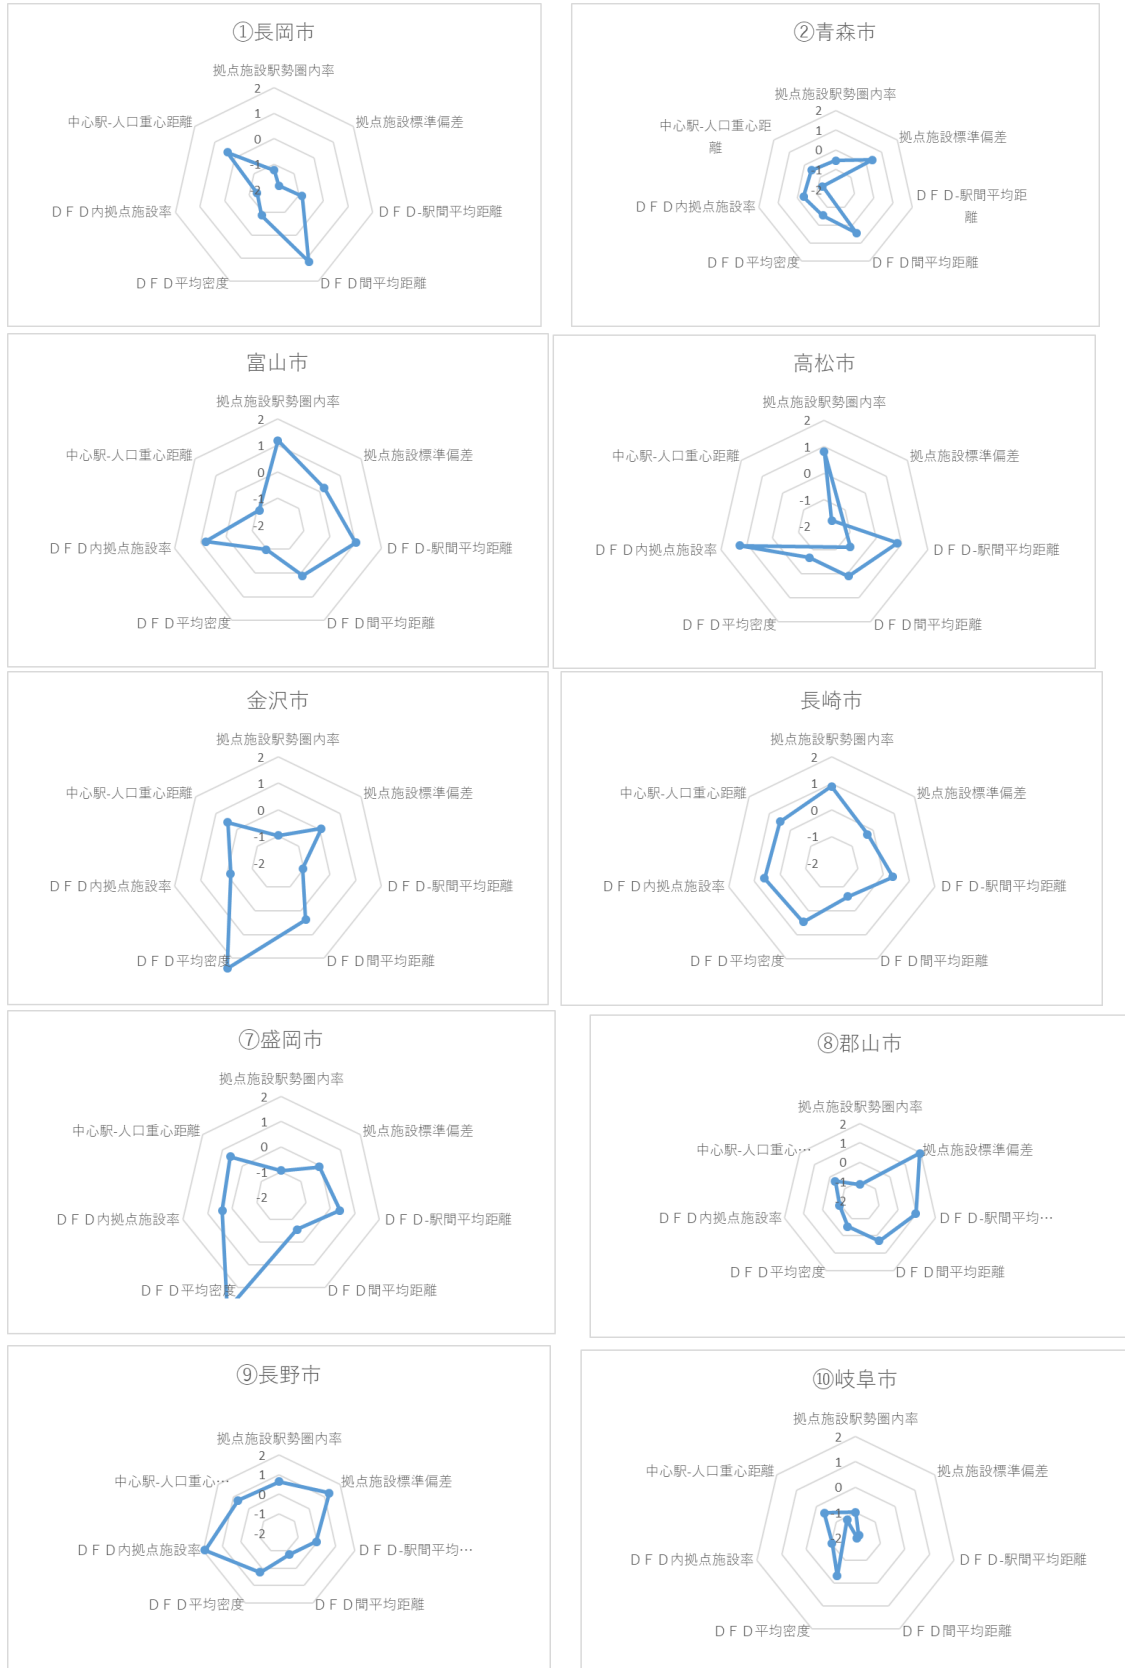 ①長岡市
拠点施設駅勢圏内率
2
中心駅-人口重心距離
1
拠点施設標準偏差
0
-1
-2
ＤＦＤ内拠点施設率
ＤＦＤ-駅間平均距離
ＤＦＤ平均密度
ＤＦＤ間平均距離
②青森市
拠点施設駅勢圏内率
2
中心駅-人口重心距
離
1
拠点施設標準偏差
0
-1
-2
ＤＦＤ-駅間平均距
離
ＤＦＤ内拠点施設率
ＤＦＤ平均密度
ＤＦＤ間平均距離
富山市
拠点施設駅勢圏内率
2
中心駅-人口重心距離
1
拠点施設標準偏差
0
-1
-2
ＤＦＤ内拠点施設率
ＤＦＤ-駅間平均距離
ＤＦＤ平均密度
ＤＦＤ間平均距離
高松市
拠点施設駅勢圏内率
2
中心駅-人口重心距離
1
拠点施設標準偏差
0
-1
-2
ＤＦＤ内拠点施設率
ＤＦＤ-駅間平均距離
ＤＦＤ平均密度
ＤＦＤ間平均距離
金沢市
拠点施設駅勢圏内率
2
中心駅-人口重心距離
1
拠点施設標準偏差
0
-1
-2
ＤＦＤ内拠点施設率
ＤＦＤ-駅間平均距離
ＤＦＤ平均密度
ＤＦＤ間平均距離
長崎市
拠点施設駅勢圏内率
2
中心駅-人口重心距離
1
拠点施設標準偏差
0
-1
-2
ＤＦＤ内拠点施設率
ＤＦＤ-駅間平均距離
ＤＦＤ平均密度
ＤＦＤ間平均距離
⑦盛岡市
拠点施設駅勢圏内率
2
中心駅-人口重心距離
1
拠点施設標準偏差
0
-1
-2
ＤＦＤ内拠点施設率
ＤＦＤ-駅間平均距離
ＤＦＤ平均密度
ＤＦＤ間平均距離
⑧郡山市
拠点施設駅勢圏内率
2
中心駅-人口重心…
1
拠点施設標準偏差
0
-1
-2
ＤＦＤ内拠点施設率
ＤＦＤ-駅間平均…
ＤＦＤ平均密度
ＤＦＤ間平均距離
⑨長野市
拠点施設駅勢圏内率
2
中心駅-人口重心…
1
拠点施設標準偏差
0
-1
-2
ＤＦＤ内拠点施設率
ＤＦＤ-駅間平均…
ＤＦＤ平均密度
ＤＦＤ間平均距離
⑩岐阜市
拠点施設駅勢圏内率
2
中心駅-人口重心距離
1
拠点施設標準偏差
0
-1
-2
ＤＦＤ内拠点施設率
ＤＦＤ-駅間平均距離
ＤＦＤ平均密度
ＤＦＤ間平均距離